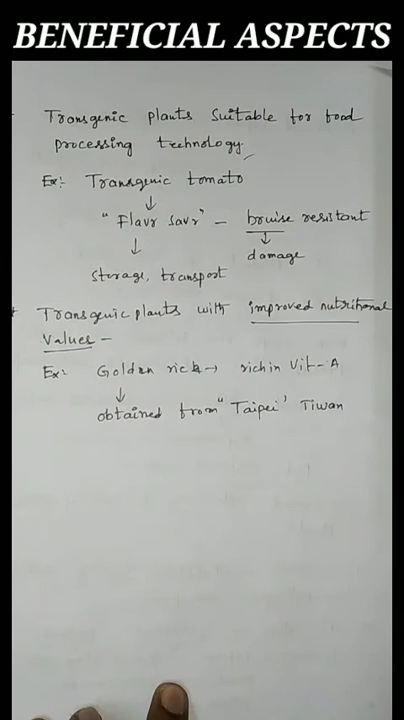 BENEFICIAL ASPECTS
Transgenic plants Suitable for food
processing technology
Ex:- Transgenic tomato
↓
"Flavr Savr" - bruise resistant
↓ ↓
damage
Storage, transport
* Transgenic plants with improved nutritional
Values -
Ex:- Golden rice → rich in Vit-A
↓
obtained from "Taipei" Tiwan